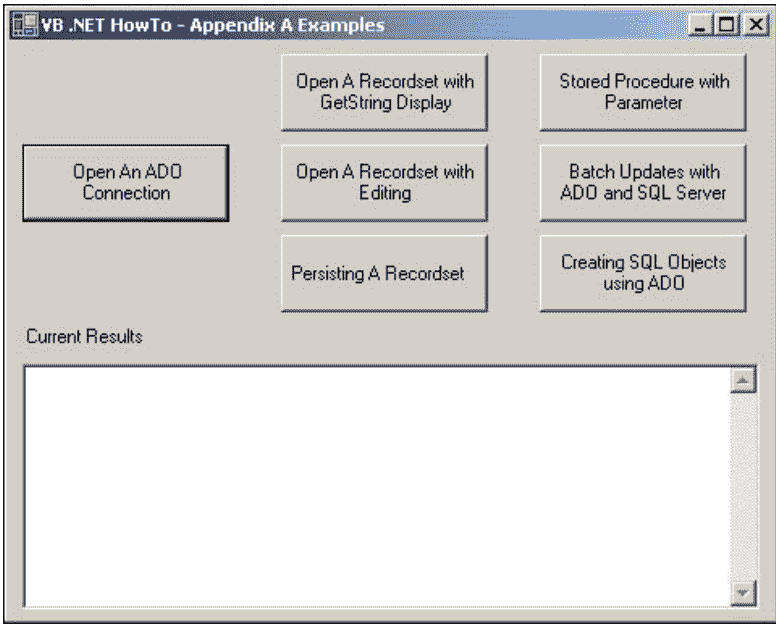 VB .NET HowTo - Appendix A Examples
Open An ADO
Connection
Open A Recordset with
GetString Display
Open A Recordset with
Editing
Persisting A Recordset
Stored Procedure with
Parameter
Batch Updates with
ADO and SQL Server
Creating SQL Objects
using ADO
Current Results